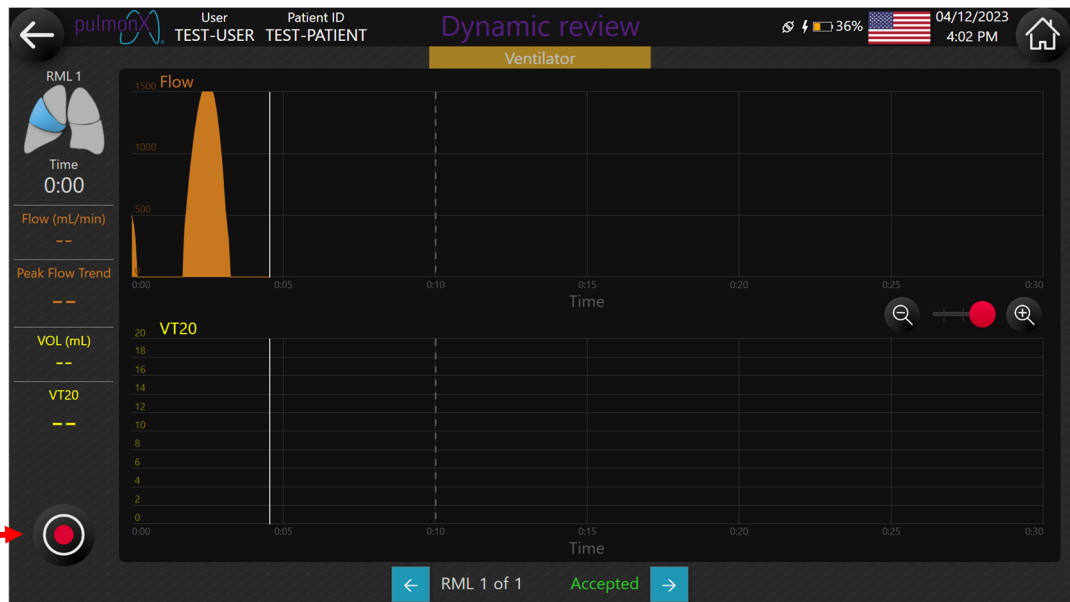 pulmonX
User
TEST-USER
Patient ID
TEST-PATIENT
Dynamic review
36%
04/12/2023
4:02 PM
Ventilator
RML 1
Time
0:00
Flow (mL/min)
--
Peak Flow Trend
--
VOL (mL)
--
VT20
--
Flow
1500
1000
500
0
0:00 0:05 0:10 0:15 0:20 0:25 0:30
Time
VT20
20
18
16
14
12
10
8
6
4
2
0
0:00 0:05 0:10 0:15 0:20 0:25 0:30
Time
RML 1 of 1 Accepted